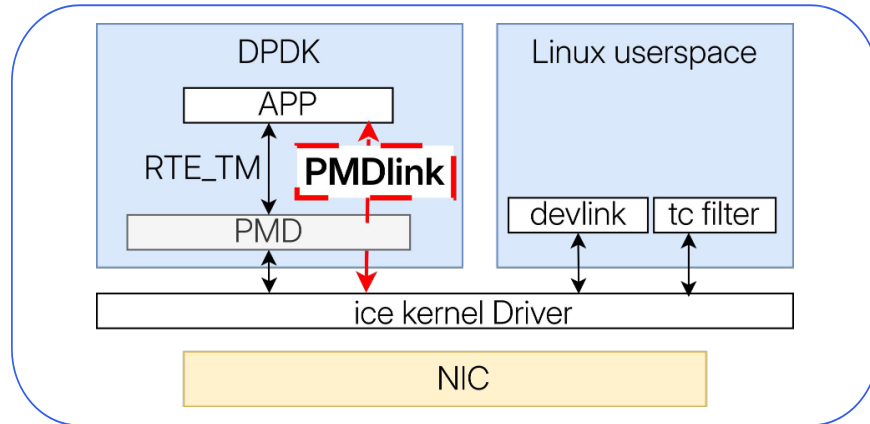 DPDK
Linux userspace
APP
RTE_TM
PMDlink
PMD
devlink
tc filter
ice kernel Driver
NIC